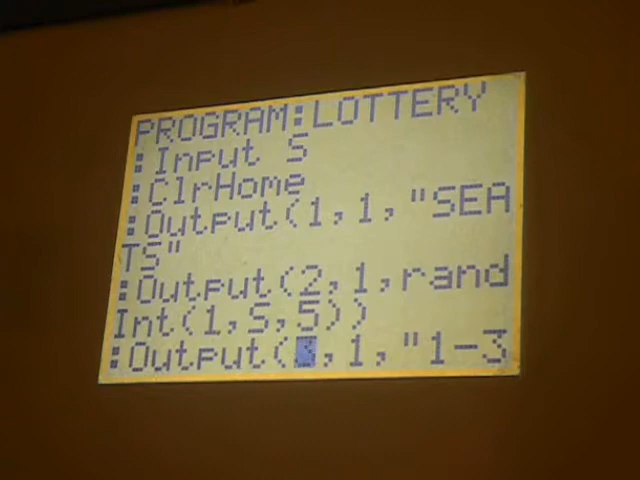 PROGRAM:LOTTERY
:Input S
:ClrHome
:Output(1,1,"SEA
TS"
:Output(2,1,rand
Int(1,S,5))
:Output(3,1,"1-3